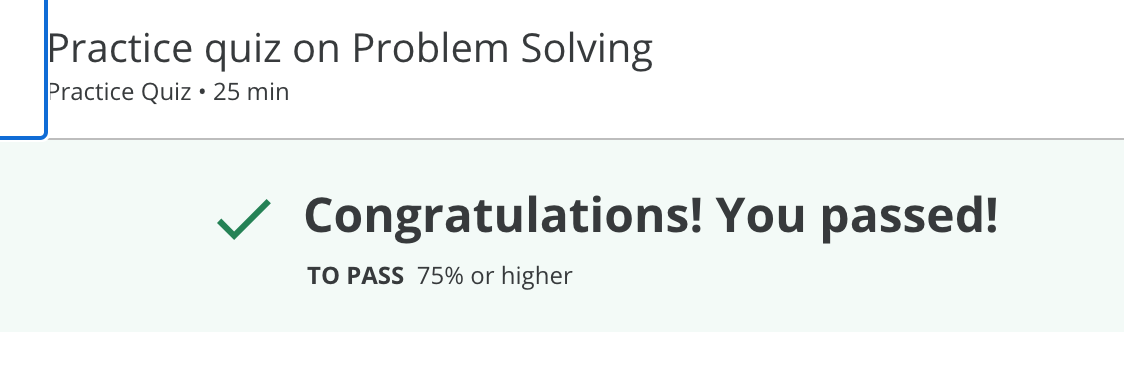 Practice quiz on Problem Solving
Practice Quiz • 25 min
Congratulations! You passed!
TO PASS 75% or higher